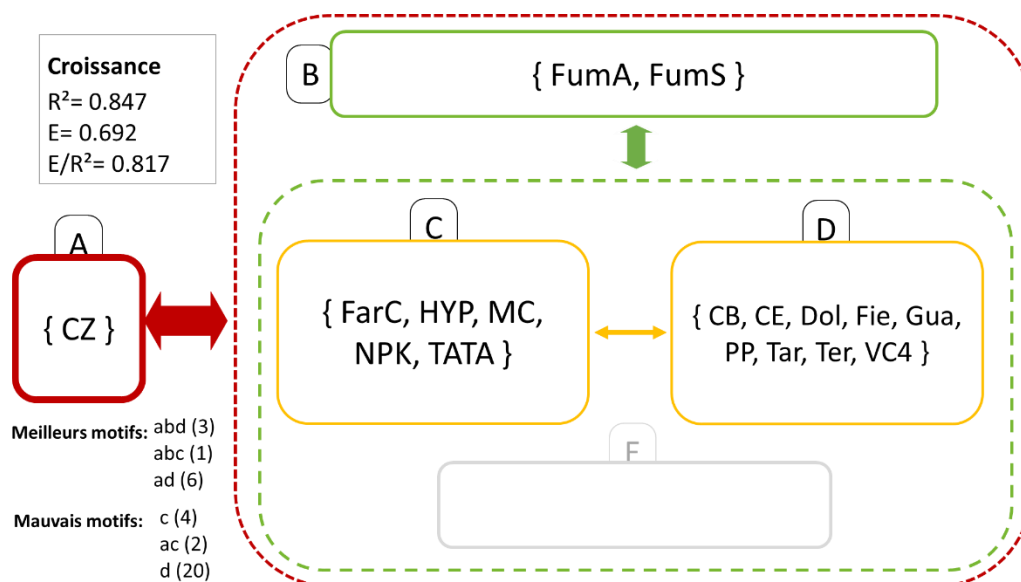 Croissance
R²= 0.847
E= 0.692
E/R²= 0.817
B
{ FumA, FumS }
A
{ CZ }
C
{ FarC, HYP, MC,
NPK, TATA }
D
{ CB, CE, Dol, Fie, Gua,
PP, Tar, Ter, VC4 }
Meilleurs motifs: abd (3)
abc (1)
ad (6)
Mauvais motifs: c (4)
ac (2)
d (20)